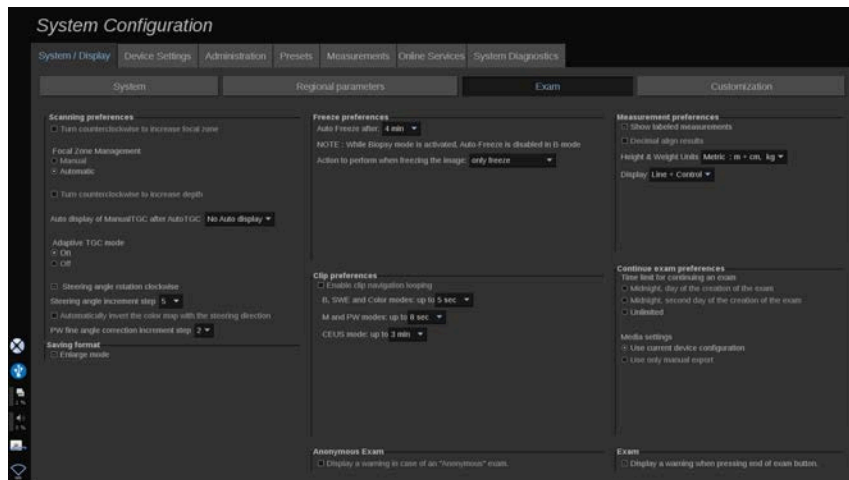 System Configuration
System / Display Device Settings Administration Presets Measurements Online Services System Diagnostics
System Regional parameters Exam Customization
Scanning preferences
Turn counterclockwise to increase focal zone
Focal Zone Management
Manual
Automatic
Turn counterclockwise to increase depth
Auto display of ManualTGC after AutoTGC No Auto display
Adaptive TGC mode
On
Off
Steering angle rotation clockwise
Steering angle increment step 5
Automatically invert the color map with the steering direction
PW fine angle correction increment step 2
Saving format
Enlarge mode
Freeze preferences
Auto Freeze after: 4 min
NOTE : While Biopsy mode is activated, Auto Freeze is disabled in B mode
Action to perform when freezing the image: only freeze
Clip preferences
Enable clip navigation looping
B, SWE and Color modes: up to 5 sec
M and PW modes: up to 8 sec
CEUS mode: up to 3 min
Anonymous Exam
Display a warning in case of an "Anonymous" exam.
Measurement preferences
Show labeled measurements
Decimal align results
Height & Weight Units Metric : m + cm, kg
Display Line + Control
Continue exam preferences
Time limit for continuing an exam
Midnight, day of the creation of the exam
Midnight, second day of the creation of the exam
Unlimited
Media settings
Use current device configuration
Use only manual export
Exam
Display a warning when pressing end of exam button.